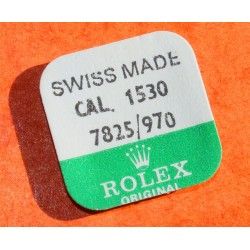 SWISS MADE
CAL. 1530
7825/970
ROLEX
ORIGINAL